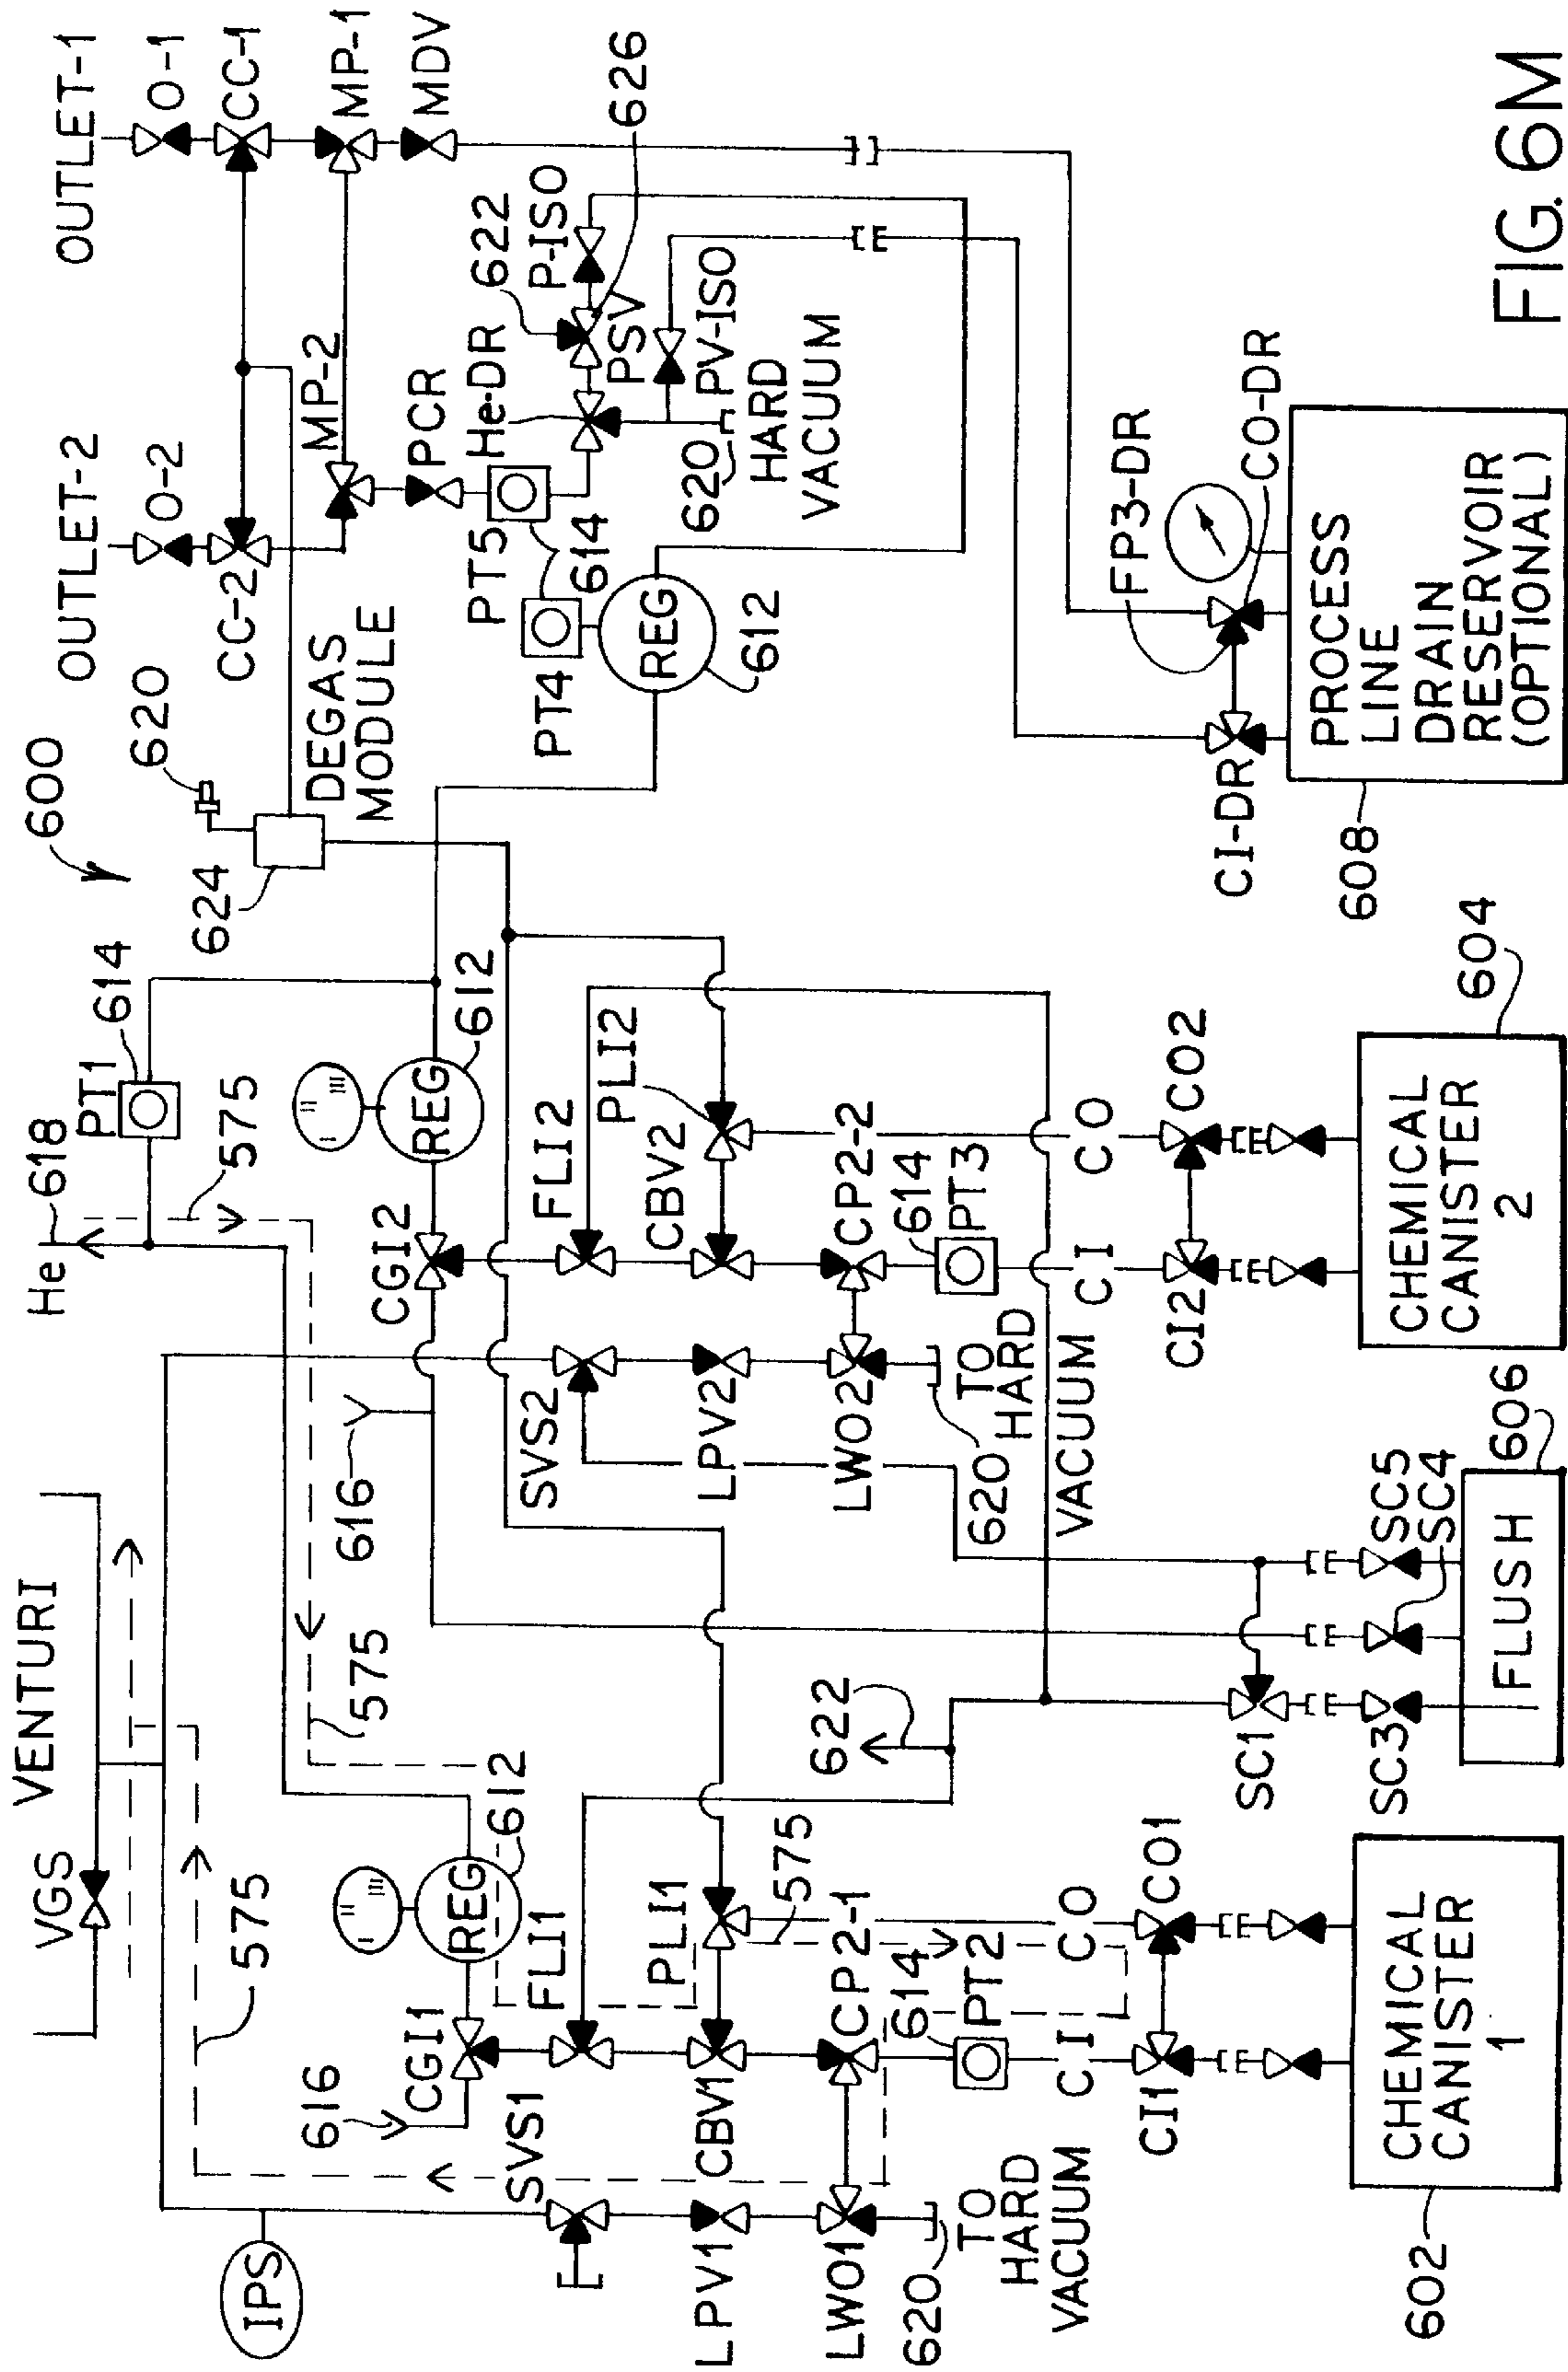 OUTLET-1
O-1
CC-1
MP-1
MDV
OUTLET-2
O-2
CC-2
MP-2
PCR
He-DR
622
P-ISO
PSV
626
PV-ISO
620
HARD
VACUUM
PT5
614
PT4
REG
612
600
620
624
DEGAS
MODULE
FP3-DR
CO-DR
CI-DR
608
PROCESS
LINE
DRAIN
RESERVOIR
(OPTIONAL)
FIG. 6M
He
618
PT1
614
575
REG
612
CGI2
FLI2
PLI2
CBV2
CP2-2
614
PT3
CO
CI
CO2
CI2
604
CHEMICAL
CANISTER
2
SVS2
LPV2
LWO2
620
TO
HARD
VACUUM
616
VENTURI
VGS
575
575
622
SC1
SC3
SC5
SC4
606
FLUSH
REG
612
CGI1
616
FLI1
PLI1
575
SVS1
CBV1
CP2-1
614
PT2
CO
CI
CO1
CI1
LPV1
LWO1
620
TO
HARD
VACUUM
IPS
602
CHEMICAL
CANISTER
1